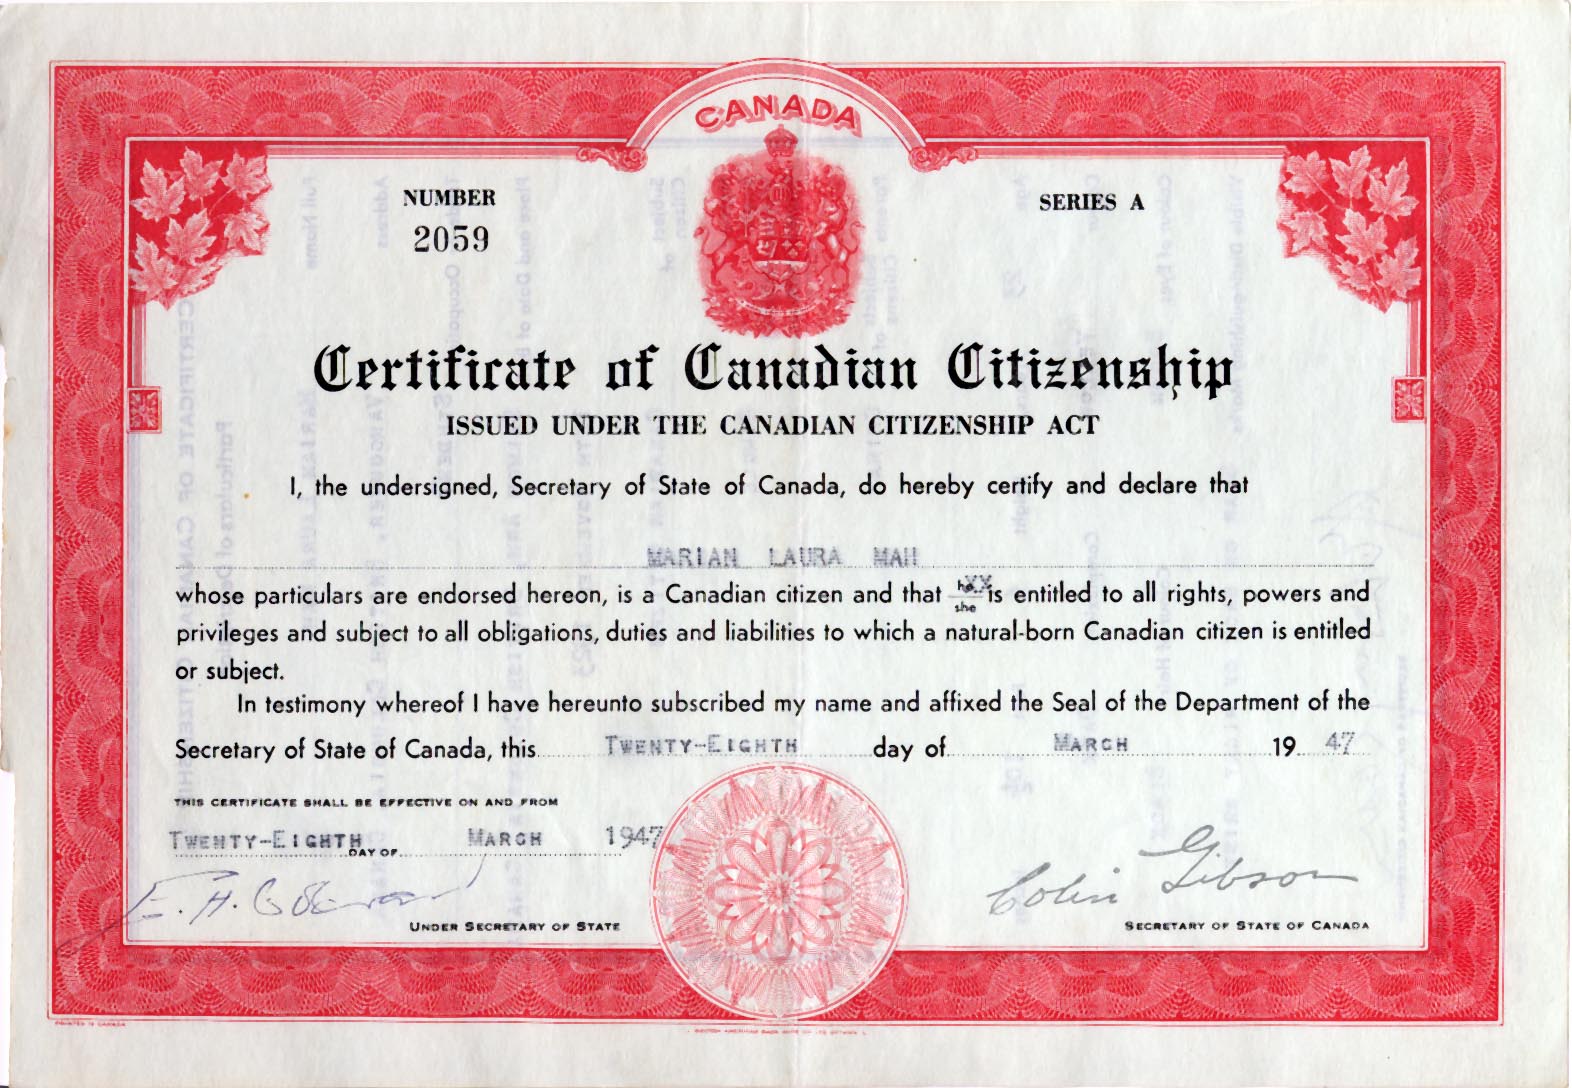 CANADA
NUMBER
2059
SERIES A
Certificate of Canadian Citizenship
ISSUED UNDER THE CANADIAN CITIZENSHIP ACT
I, the undersigned, Secretary of State of Canada, do hereby certify and declare that
MARIAN LAURA MAH
whose particulars are endorsed hereon, is a Canadian citizen and that he XX she is entitled to all rights, powers and
privileges and subject to all obligations, duties and liabilities to which a natural-born Canadian citizen is entitled
or subject.
In testimony whereof I have hereunto subscribed my name and affixed the Seal of the Department of the
Secretary of State of Canada, this TWENTY-EIGHTH day of MARCH 19 47
THIS CERTIFICATE SHALL BE EFFECTIVE ON AND FROM
TWENTY-EIGHTH DAY OF MARCH 1947
E. H. Colin Gibson
UNDER SECRETARY OF STATE
SECRETARY OF STATE OF CANADA
PRINTED IN CANADA